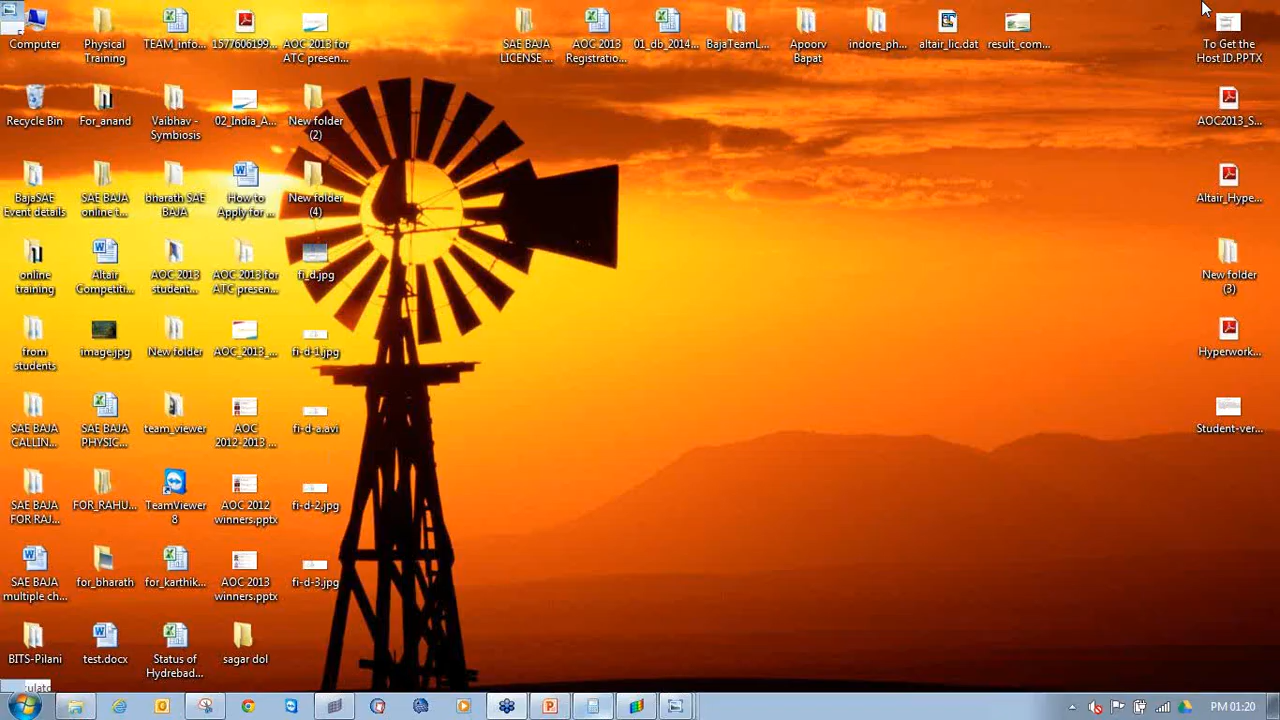 Computer
Physical
Training
TEAM_info...
1577606199...
AOC 2013 for
ATC presen...
SAE BAJA
LICENSE ...
AOC 2013
Registratio...
01_db_2014...
BajaTeamL...
Apoorv
Bapat
indore_ph...
altair_lic.dat
result_com...
To Get the
Host ID.PPTX
Recycle Bin
For_anand
Vaibhav -
Symbiosis
02_India_A...
New folder
(2)
AOC2013_S...
BajaSAE
Event details
SAE BAJA
online t...
bharath SAE
BAJA
How to
Apply for ...
New folder
(4)
Altair_Hype...
online
training
Altair
Competiti...
AOC 2013
student...
AOC 2013 for
ATC presen...
fi_d.jpg
New folder
(3)
from
students
image.jpg
New folder
AOC_2013_...
fi-d-1.jpg
Hyperwork...
SAE BAJA
CALLIN...
SAE BAJA
PHYSIC...
team_viewer
AOC
2012-2013 ...
fi-d-a.avi
Student-ver...
SAE BAJA
FOR RAJ...
FOR_RAHU...
TeamViewer
8
AOC 2012
winners.pptx
fi-d-2.jpg
SAE BAJA
multiple ch...
for_bharath
for_karthik...
AOC 2013
winners.pptx
fi-d-3.jpg
BITS-Pilani
test.docx
Status of
Hydrebad...
sagar dol
PM 01:20